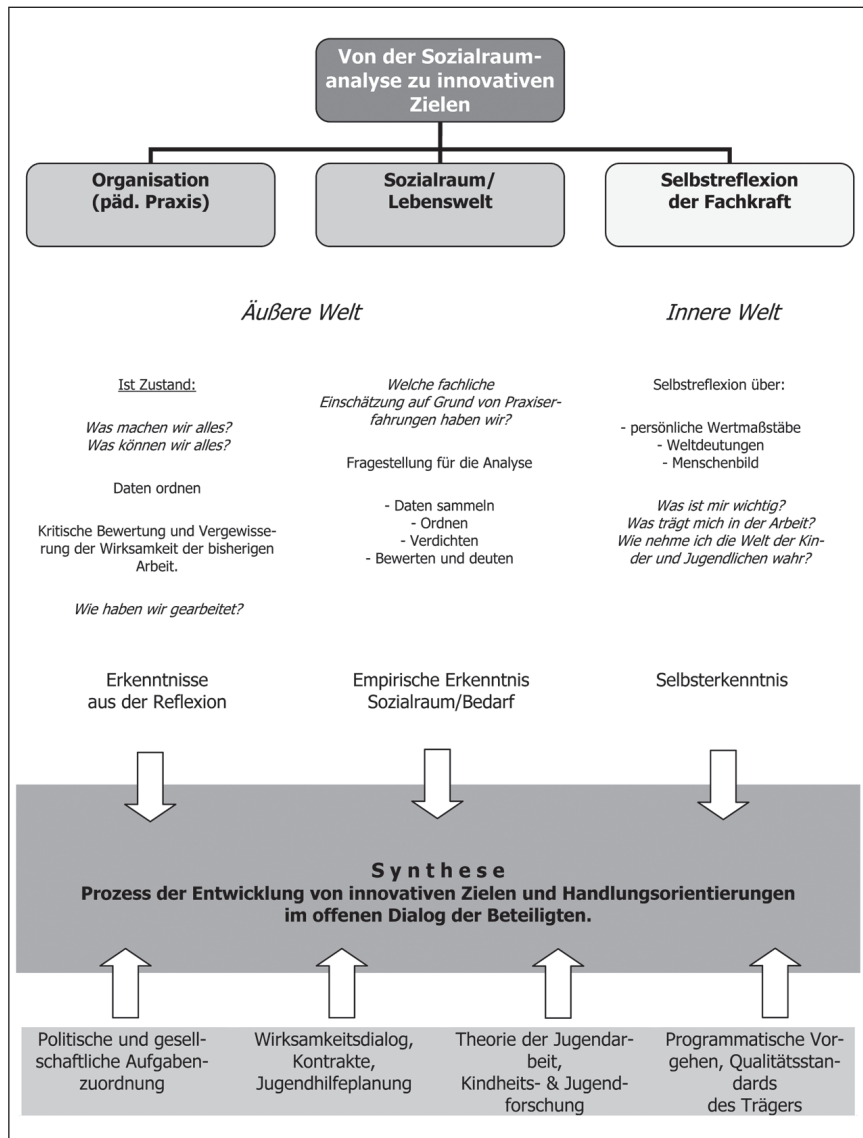 Von der Sozialraum-
analyse zu innovativen
Zielen
Organisation
(päd. Praxis)
Sozialraum/
Lebenswelt
Selbstreflexion
der Fachkraft
Äußere Welt
Innere Welt
Ist Zustand:
Was machen wir alles?
Was können wir alles?
Daten ordnen
Kritische Bewertung und Vergewisse-
rung der Wirksamkeit der bisherigen
Arbeit.
Wie haben wir gearbeitet?
Erkenntnisse
aus der Reflexion
Welche fachliche
Einschätzung auf Grund von Praxiser-
fahrungen haben wir?
Fragestellung für die Analyse
- Daten sammeln
- Ordnen
- Verdichten
- Bewerten und deuten
Empirische Erkenntnis
Sozialraum/Bedarf
Selbstreflexion über:
- persönliche Wertmaßstäbe
- Weltdeutungen
- Menschenbild
Was ist mir wichtig?
Was trägt mich in der Arbeit?
Wie nehme ich die Welt der Kin-
der und Jugendlichen wahr?
Selbsterkenntnis
Synthese
Prozess der Entwicklung von innovativen Zielen und Handlungsorientierungen
im offenen Dialog der Beteiligten.
Politische und gesell-
schaftliche Aufgaben-
zuordnung
Wirksamkeitsdialog,
Kontrakte,
Jugendhilfeplanung
Theorie der Jugendar-
beit,
Kindheits- & Jugend-
forschung
Programmatische Vor-
gehen, Qualitätsstan-
dards
des Trägers